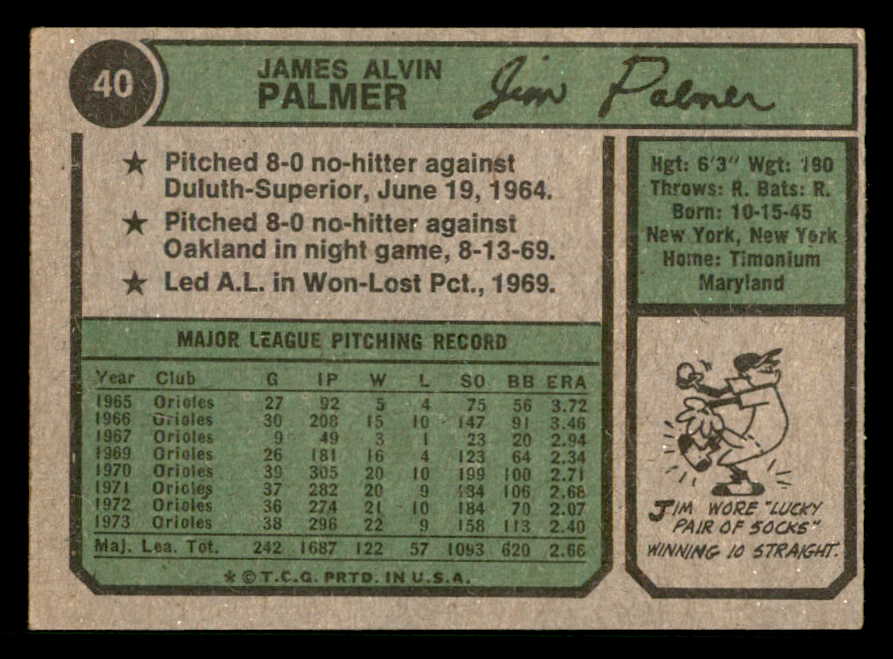 40
JAMES ALVIN
PALMER
Jim Palmer
★ Pitched 8-0 no-hitter against
Duluth-Superior, June 19, 1964.
★ Pitched 8-0 no-hitter against
Oakland in night game, 8-13-69.
★ Led A.L. in Won-Lost Pct., 1969.
Hgt: 6'3" Wgt: 190
Throws: R. Bats: R.
Born: 10-15-45
New York, New York
Home: Timonium
Maryland
MAJOR LEAGUE PITCHING RECORD
Year Club G IP W L SO BB ERA
1965 Orioles 27 92 5 4 75 56 3.72
1966 Orioles 30 208 15 10 147 91 3.46
1967 Orioles 9 49 3 1 23 20 2.94
1969 Orioles 26 181 16 4 123 64 2.34
1970 Orioles 39 305 20 10 199 100 2.71
1971 Orioles 37 282 20 9 184 106 2.68
1972 Orioles 36 274 21 10 184 70 2.07
1973 Orioles 38 296 22 9 158 113 2.40
Maj. Lea. Tot. 242 1687 122 57 1093 620 2.66
* © T.C.G. PRTD. IN U.S.A.
JIM WORE "LUCKY
PAIR OF SOCKS"
WINNING 10 STRAIGHT.